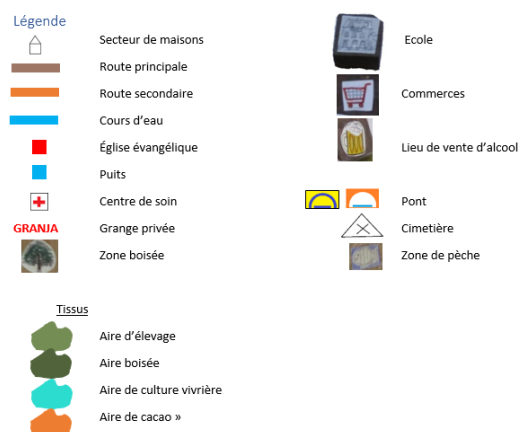 Légende
Secteur de maisons
Route principale
Route secondaire
Cours d'eau
Église évangélique
Puits
Centre de soin
GRANJA Grange privée
Zone boisée
Ecole
Commerces
Lieu de vente d'alcool
Pont
Cimetière
Zone de pèche
Tissus
Aire d'élevage
Aire boisée
Aire de culture vivrière
Aire de cacao »